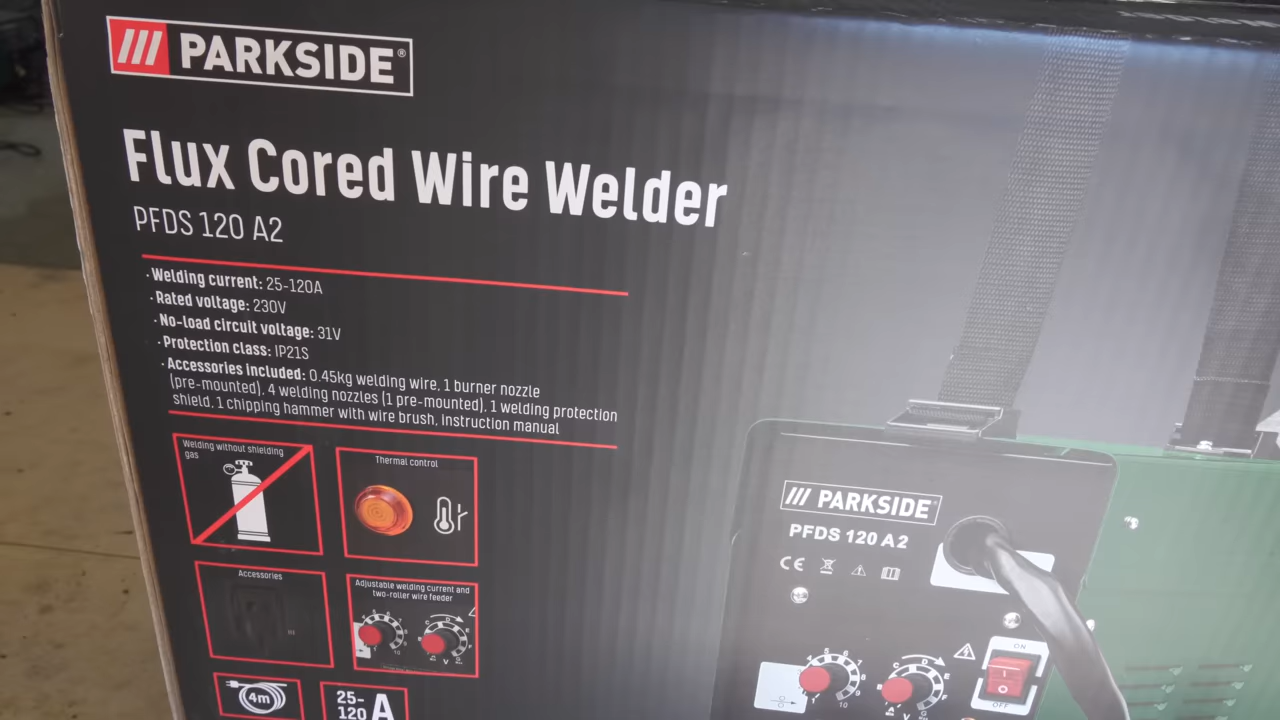 /// PARKSIDE®
Flux Cored Wire Welder
PFDS 120 A2
· Welding current: 25-120A
· Rated voltage: 230V
· No-load circuit voltage: 31V
· Protection class: IP21S
· Accessories included: 0.45kg welding wire, 1 burner nozzle
(pre-mounted), 4 welding nozzles (1 pre-mounted), 1 welding protection
shield, 1 chipping hammer with wire brush, instruction manual
Welding without shielding
gas
Thermal control
Accessories
Adjustable welding current and
two-roller wire feeder
4m
25-
120 A
/// PARKSIDE
PFDS 120 A2
CE
ON
OFF